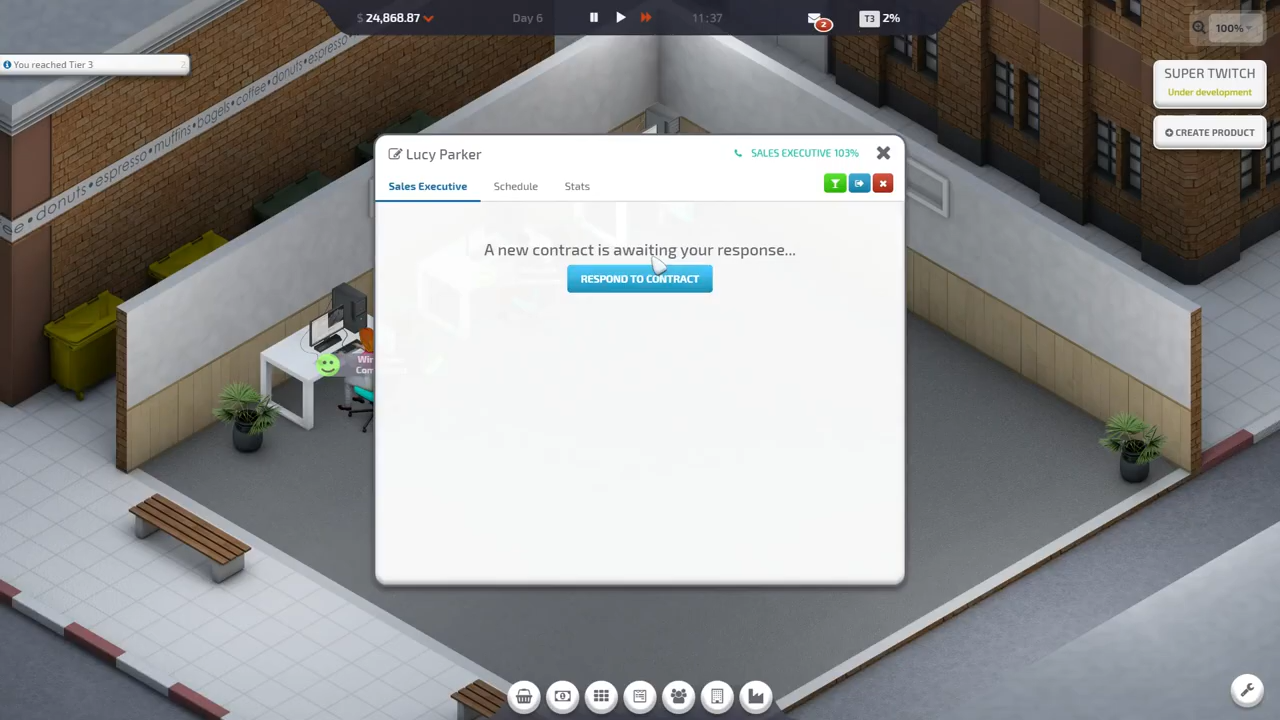 $ 24,868.87
Day 6
11:37
2
T3 2%
100%
You reached Tier 3
SUPER TWITCH
Under development
CREATE PRODUCT
ee • donuts • espresso • muffins • bagels • coffee • donuts • espresso
Lucy Parker
SALES EXECUTIVE 103%
Sales Executive
Schedule
Stats
A new contract is awaiting your response...
RESPOND TO CONTRACT